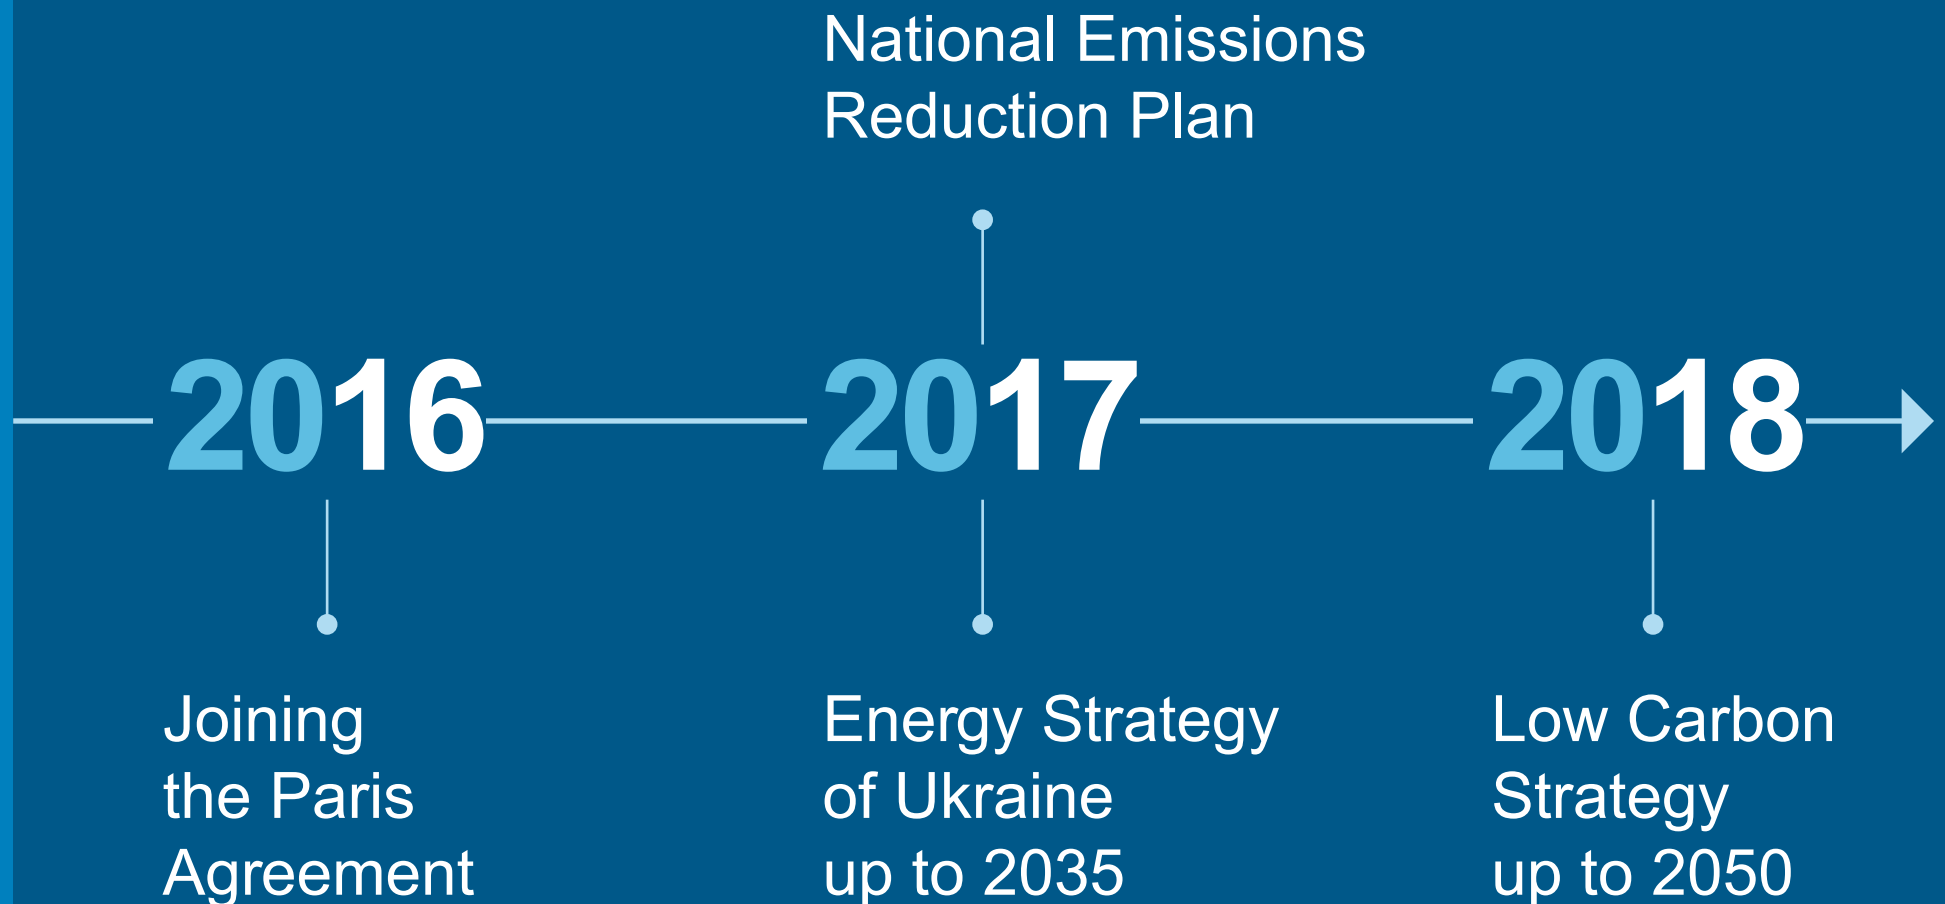 National Emissions
Reduction Plan
2016
2017
2018
Joining
the Paris
Agreement
Energy Strategy
of Ukraine
up to 2035
Low Carbon
Strategy
up to 2050